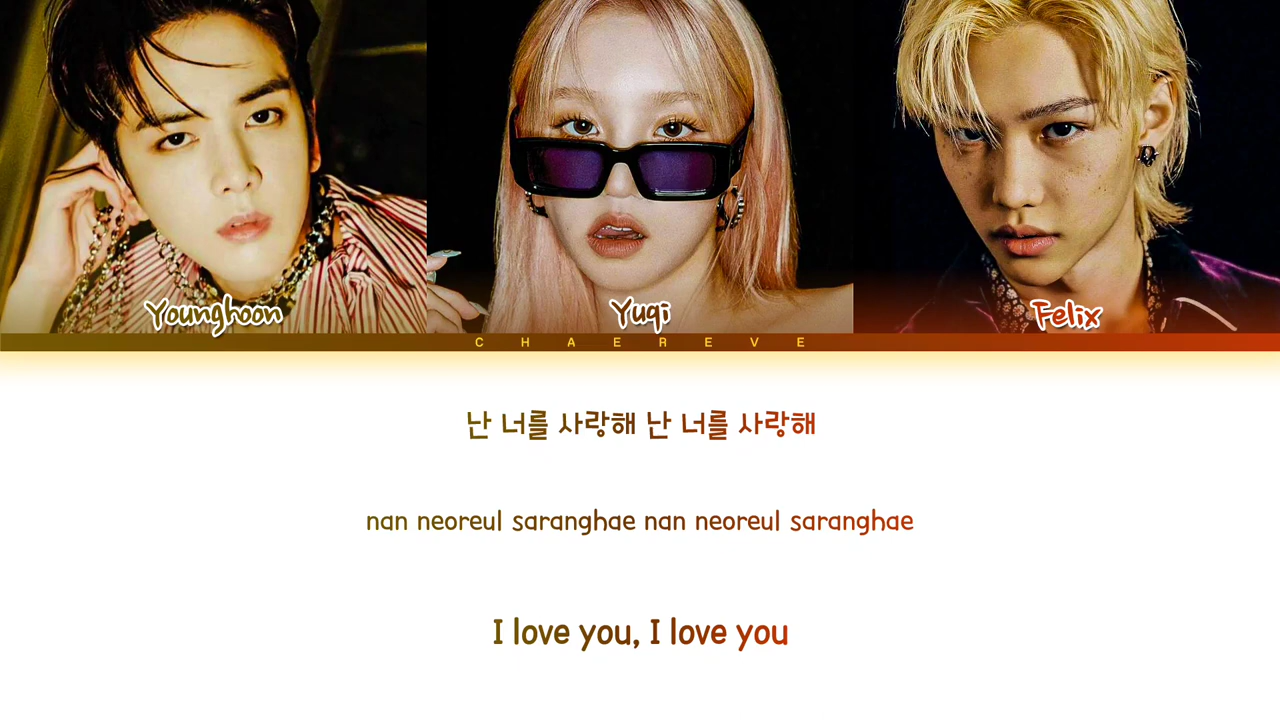 Younghoon
Yuqi
Felix
CHAEREVE
난 너를 사랑해 난 너를 사랑해
nan neoreul saranghae nan neoreul saranghae
I love you, I love you